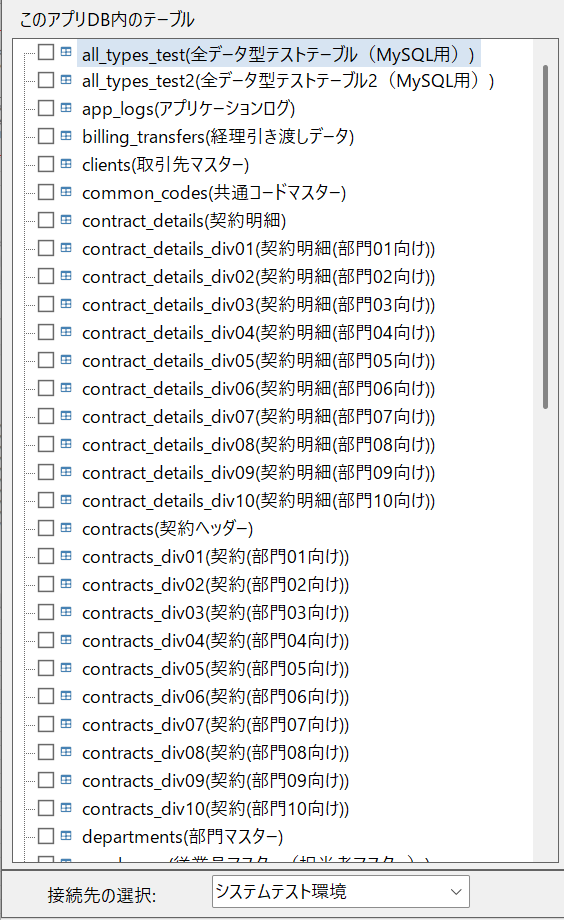 このアプリDB内のテーブル
all_types_test(全データ型テストテーブル（MySQL用）)
all_types_test2(全データ型テストテーブル2（MySQL用）)
app_logs(アプリケーションログ)
billing_transfers(経理引き渡しデータ)
clients(取引先マスター)
common_codes(共通コードマスター)
contract_details(契約明細)
contract_details_div01(契約明細(部門01向け))
contract_details_div02(契約明細(部門02向け))
contract_details_div03(契約明細(部門03向け))
contract_details_div04(契約明細(部門04向け))
contract_details_div05(契約明細(部門05向け))
contract_details_div06(契約明細(部門06向け))
contract_details_div07(契約明細(部門07向け))
contract_details_div08(契約明細(部門08向け))
contract_details_div09(契約明細(部門09向け))
contract_details_div10(契約明細(部門10向け))
contracts(契約ヘッダー)
contracts_div01(契約(部門01向け))
contracts_div02(契約(部門02向け))
contracts_div03(契約(部門03向け))
contracts_div04(契約(部門04向け))
contracts_div05(契約(部門05向け))
contracts_div06(契約(部門06向け))
contracts_div07(契約(部門07向け))
contracts_div08(契約(部門08向け))
contracts_div09(契約(部門09向け))
contracts_div10(契約(部門10向け))
departments(部門マスター)
接続先の選択:
システムテスト環境